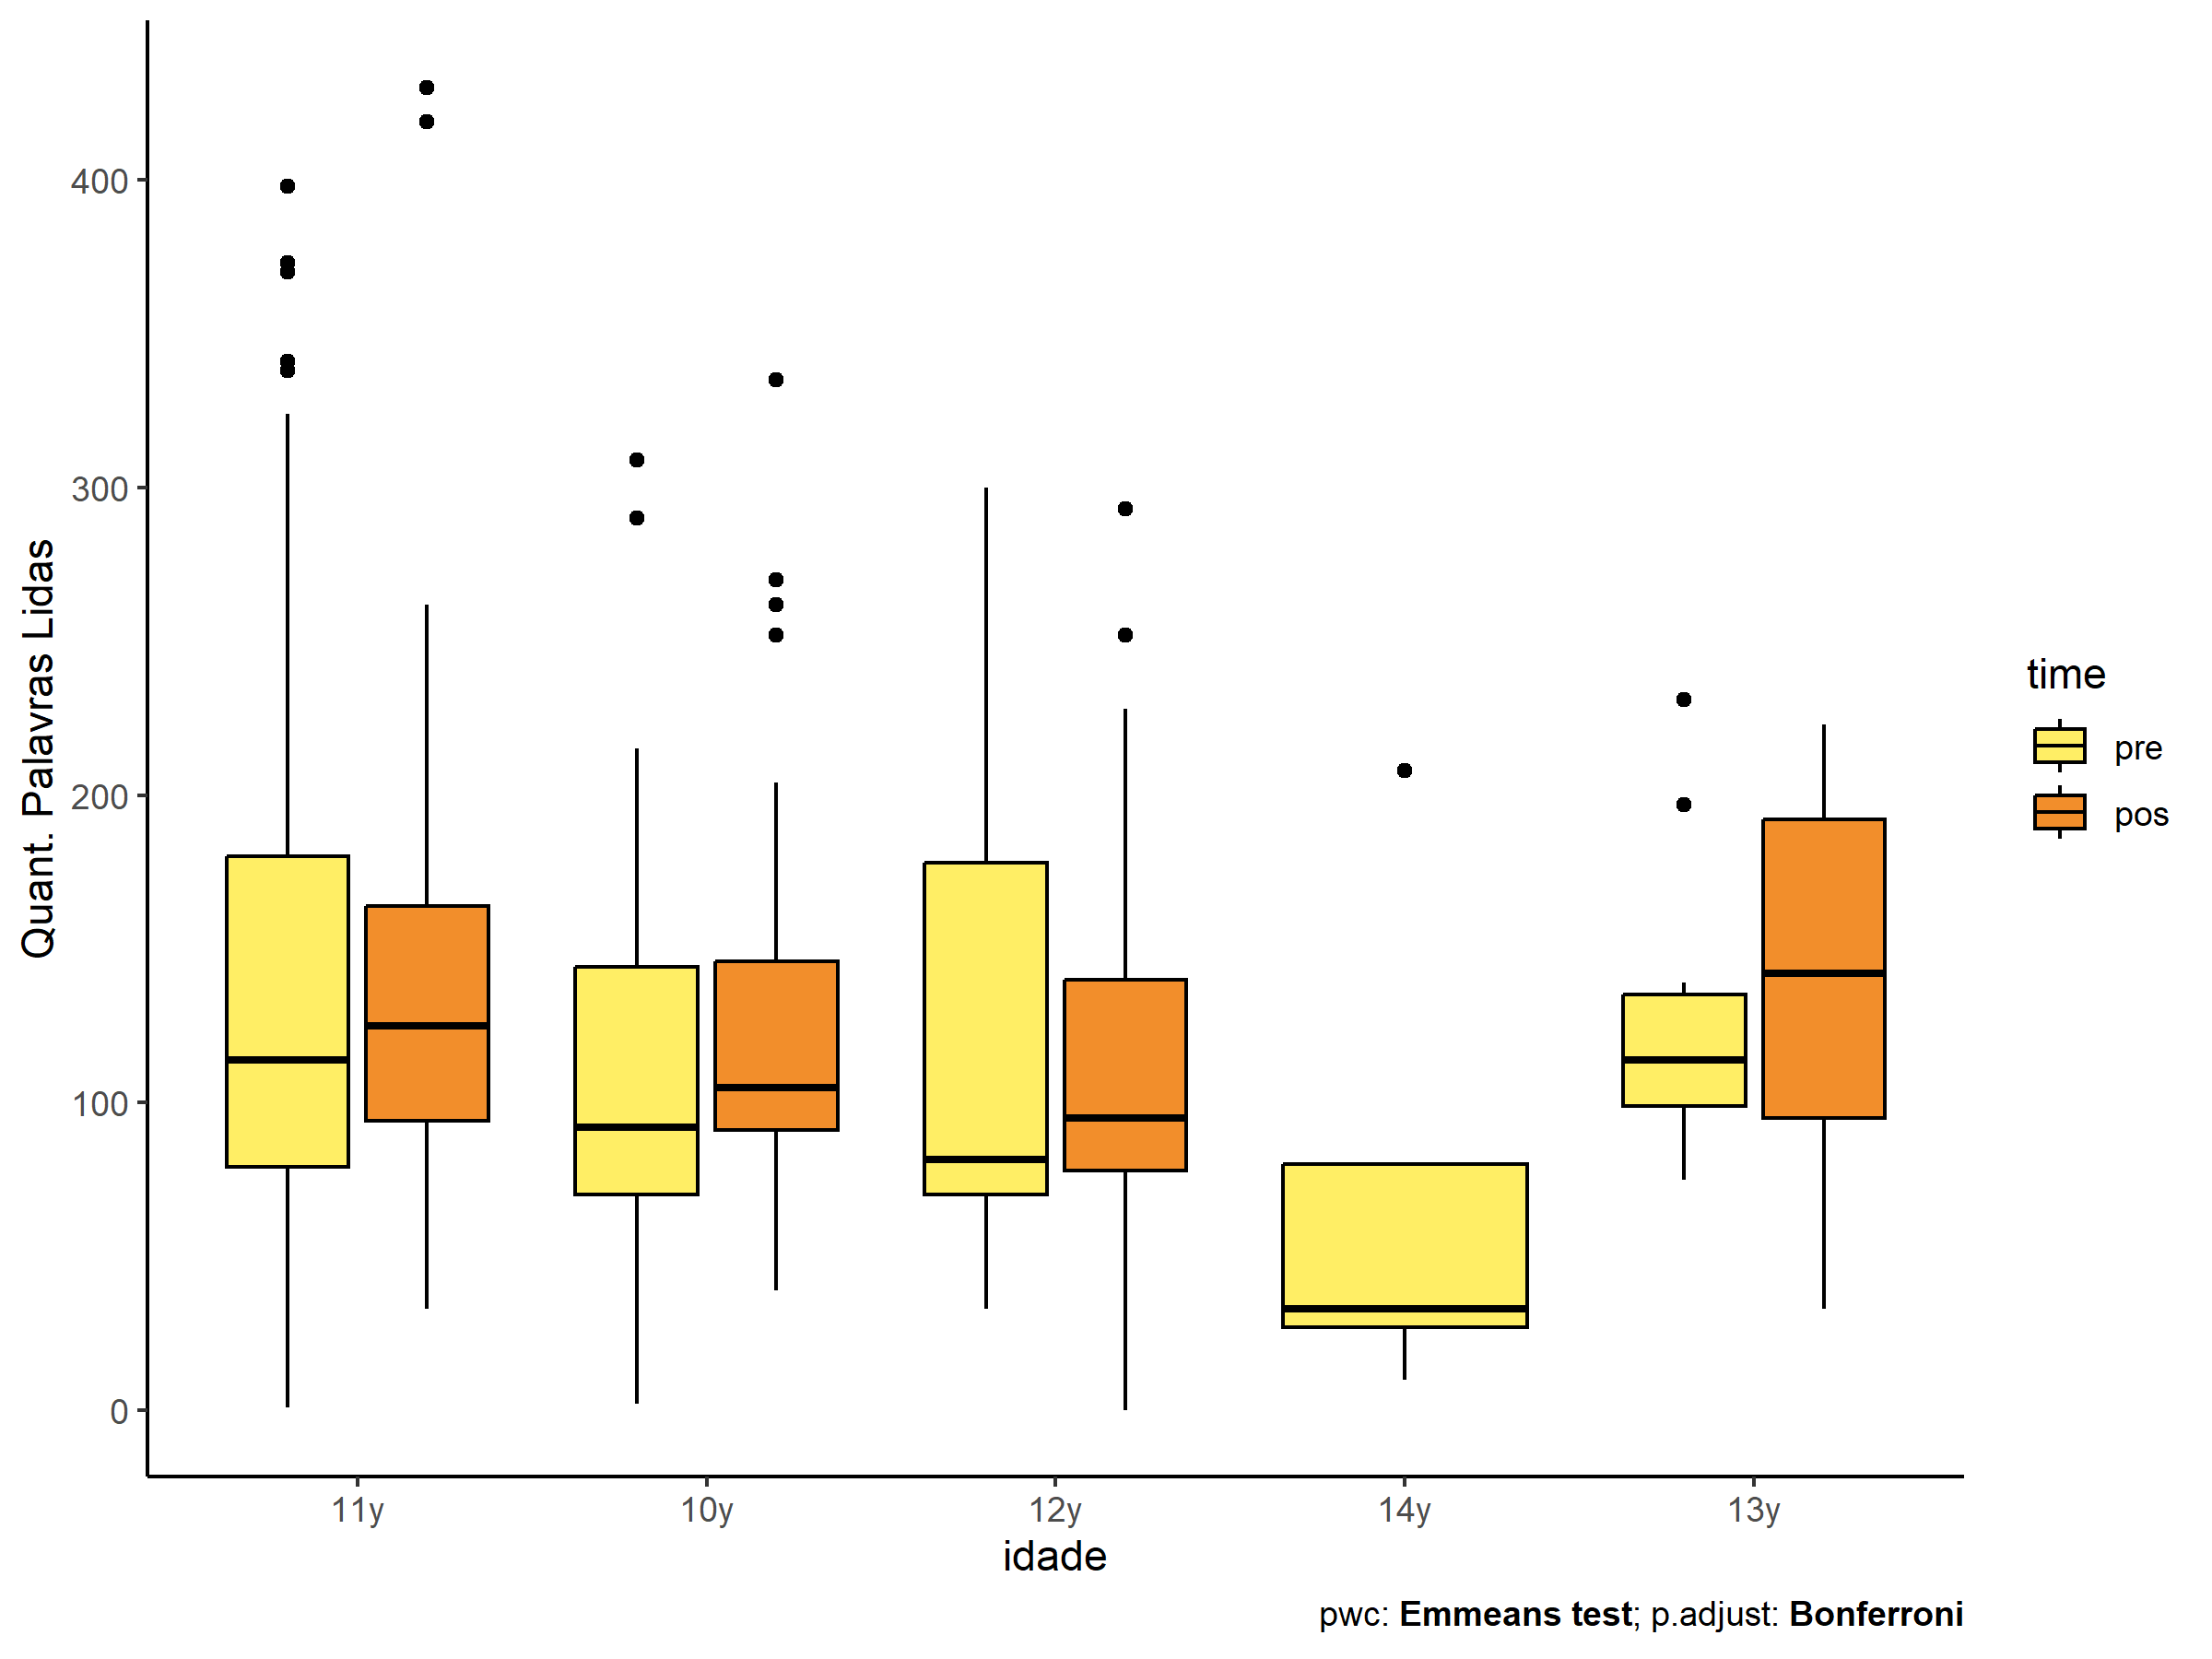 Quant. Palavras Lidas
400
300
200
100
0
11y
10y
12y
14y
13y
idade
time
pre
pos
pwc: Emmeans test; p.adjust: Bonferroni